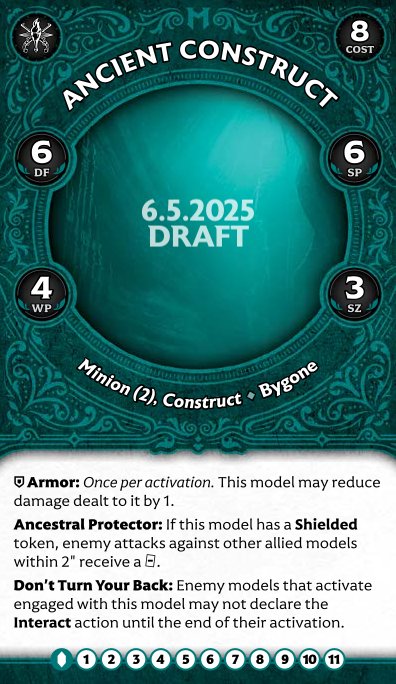 8
COST
ANCIENT CONSTRUCT
6
DF
6
SP
6.5.2025
DRAFT
4
WP
3
SZ
Minion (2), Construct ◆ Bygone
Armor: Once per activation. This model may reduce
damage dealt to it by 1.
Ancestral Protector: If this model has a Shielded
token, enemy attacks against other allied models
within 2" receive a .
Don't Turn Your Back: Enemy models that activate
engaged with this model may not declare the
Interact action until the end of their activation.
1 2 3 4 5 6 7 8 9 10 11